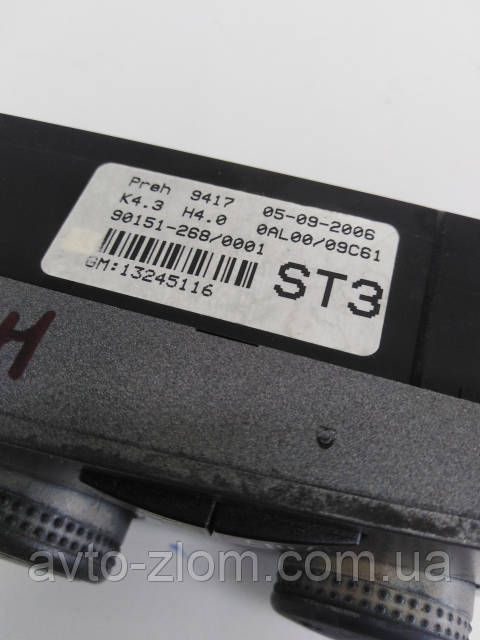 Preh 9417 05-09-2006
K4.3 H4.0 0AL00/09C61
90151-268/0001
GM:13245116
ST3
H
avto-zlom.com.ua